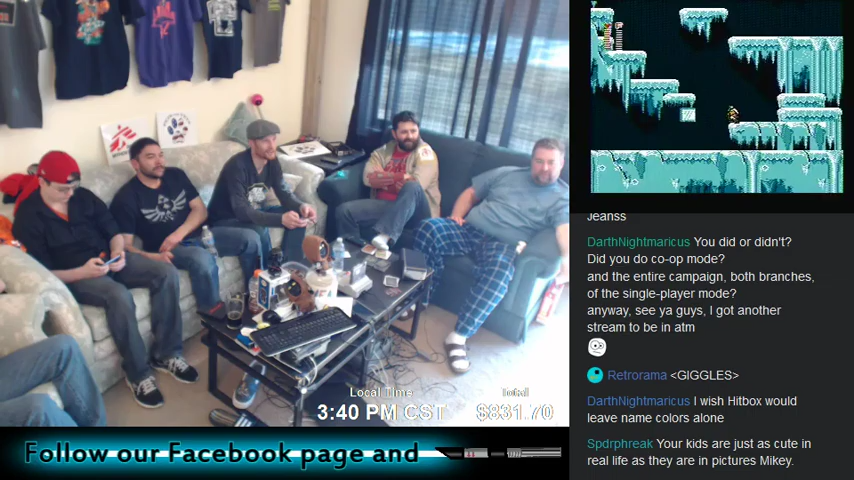 Jeanss
DarthNightmaricus You did or didn't?
Did you do co-op mode?
and the entire campaign, both branches,
of the single-player mode?
anyway, see ya guys, I got another
stream to be in atm
Retrorama <GIGGLES>
DarthNightmaricus I wish Hitbox would
leave name colors alone
Spdrphreak Your kids are just as cute in
real life as they are in pictures Mikey.
Local Time
3:40 PM CST
Total
$831.70
Follow our Facebook page and